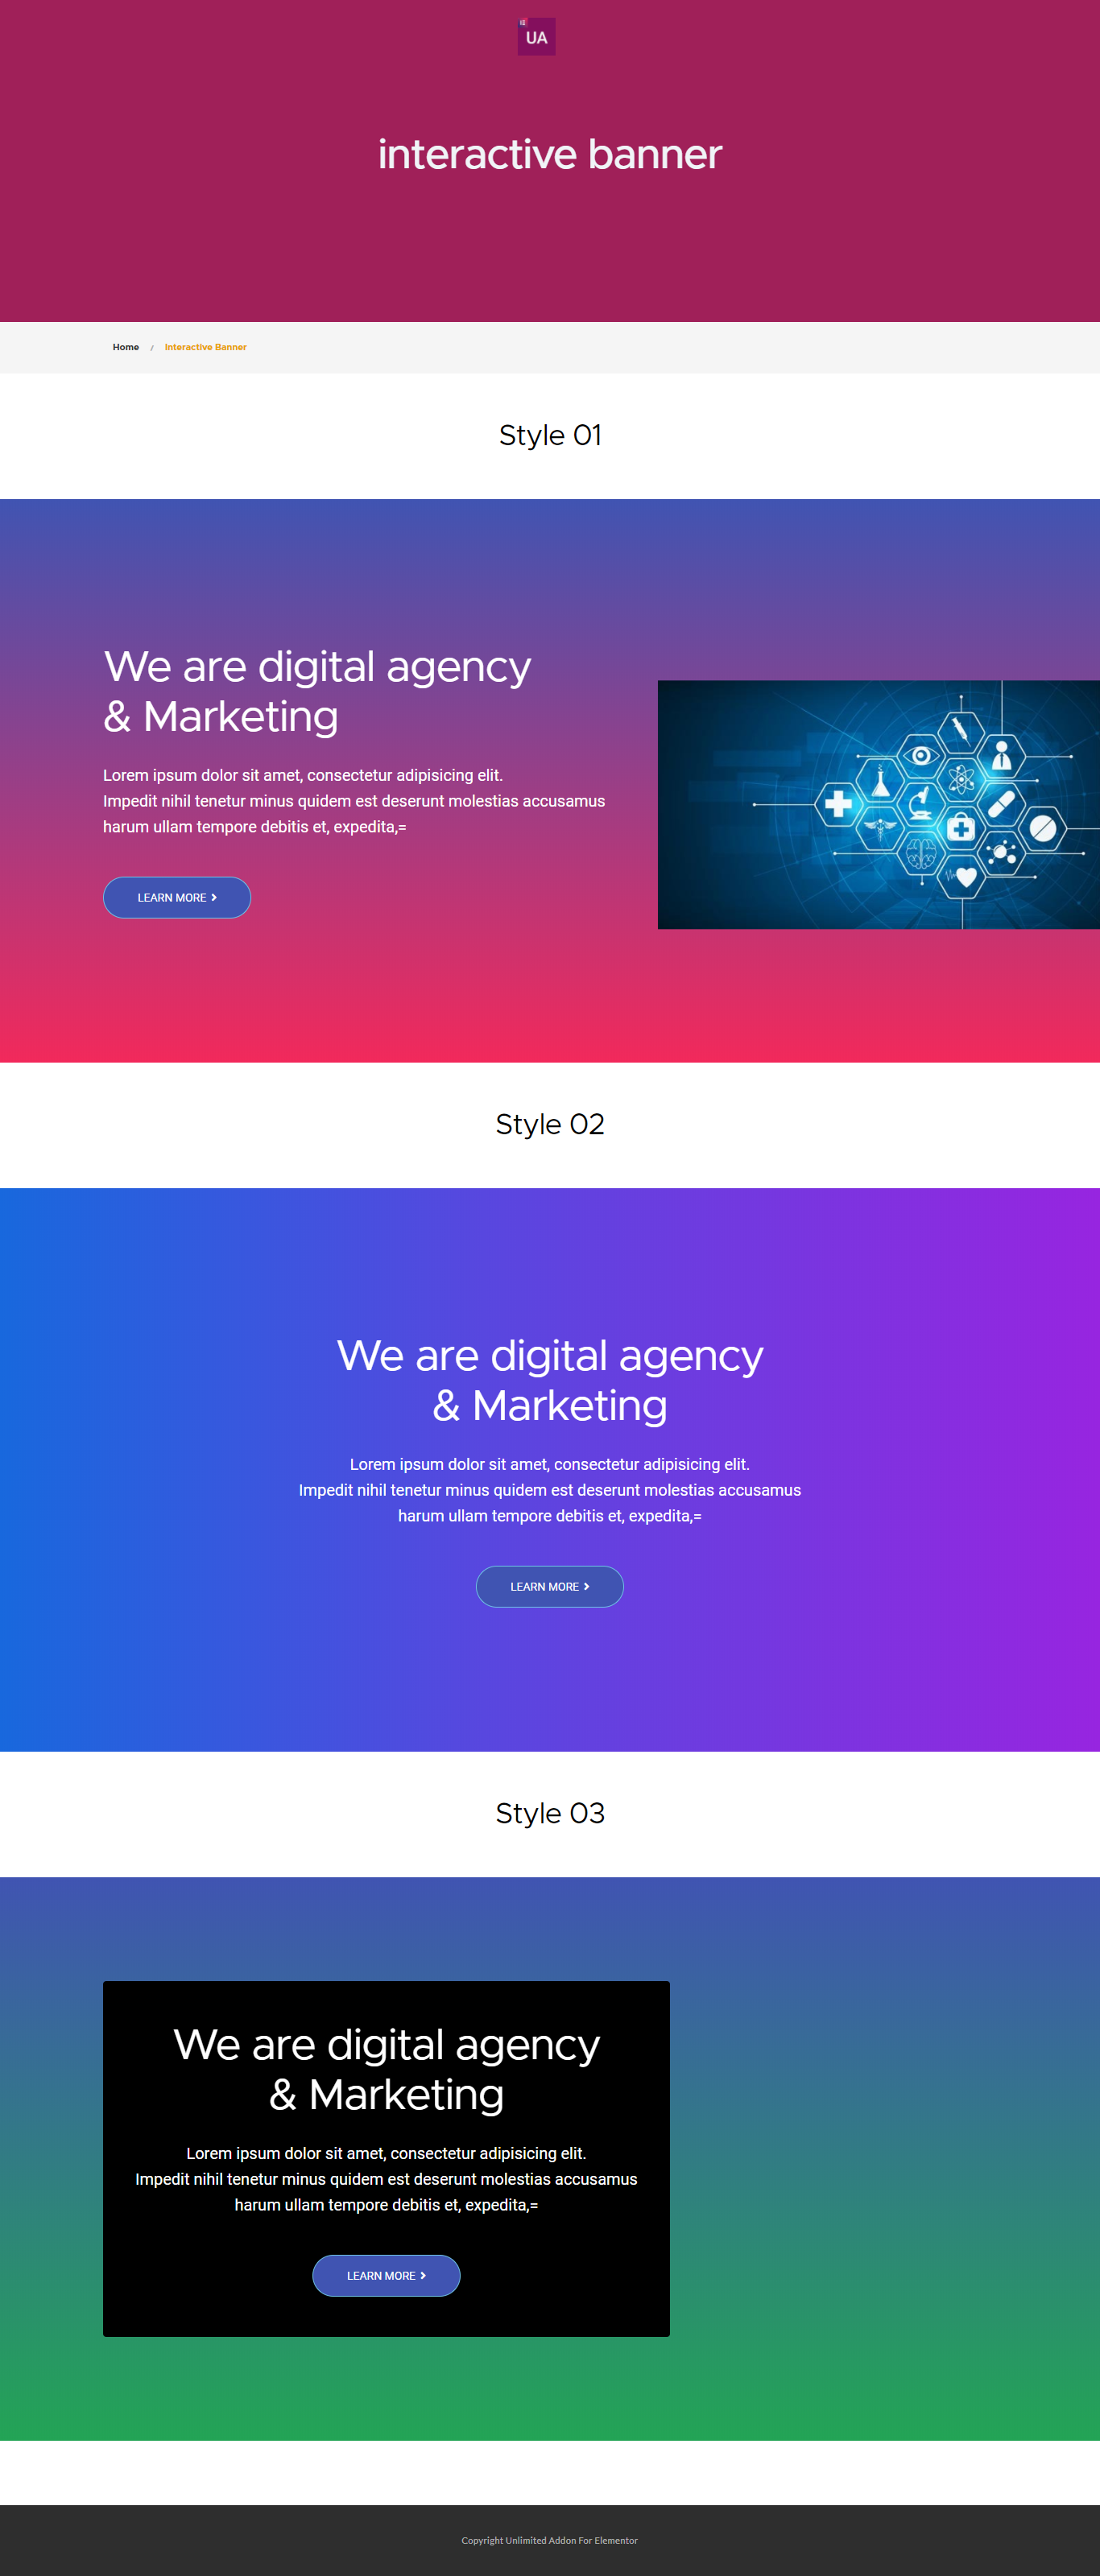 UA
interactive banner
Home / Interactive Banner
Style 01
We are digital agency
& Marketing
Lorem ipsum dolor sit amet, consectetur adipisicing elit.
Impedit nihil tenetur minus quidem est deserunt molestias accusamus
harum ullam tempore debitis et, expedita,=
LEARN MORE
Style 02
We are digital agency
& Marketing
Lorem ipsum dolor sit amet, consectetur adipisicing elit.
Impedit nihil tenetur minus quidem est deserunt molestias accusamus
harum ullam tempore debitis et, expedita,=
LEARN MORE
Style 03
We are digital agency
& Marketing
Lorem ipsum dolor sit amet, consectetur adipisicing elit.
Impedit nihil tenetur minus quidem est deserunt molestias accusamus
harum ullam tempore debitis et, expedita,=
LEARN MORE
Copyright Unlimited Addon For Elementor